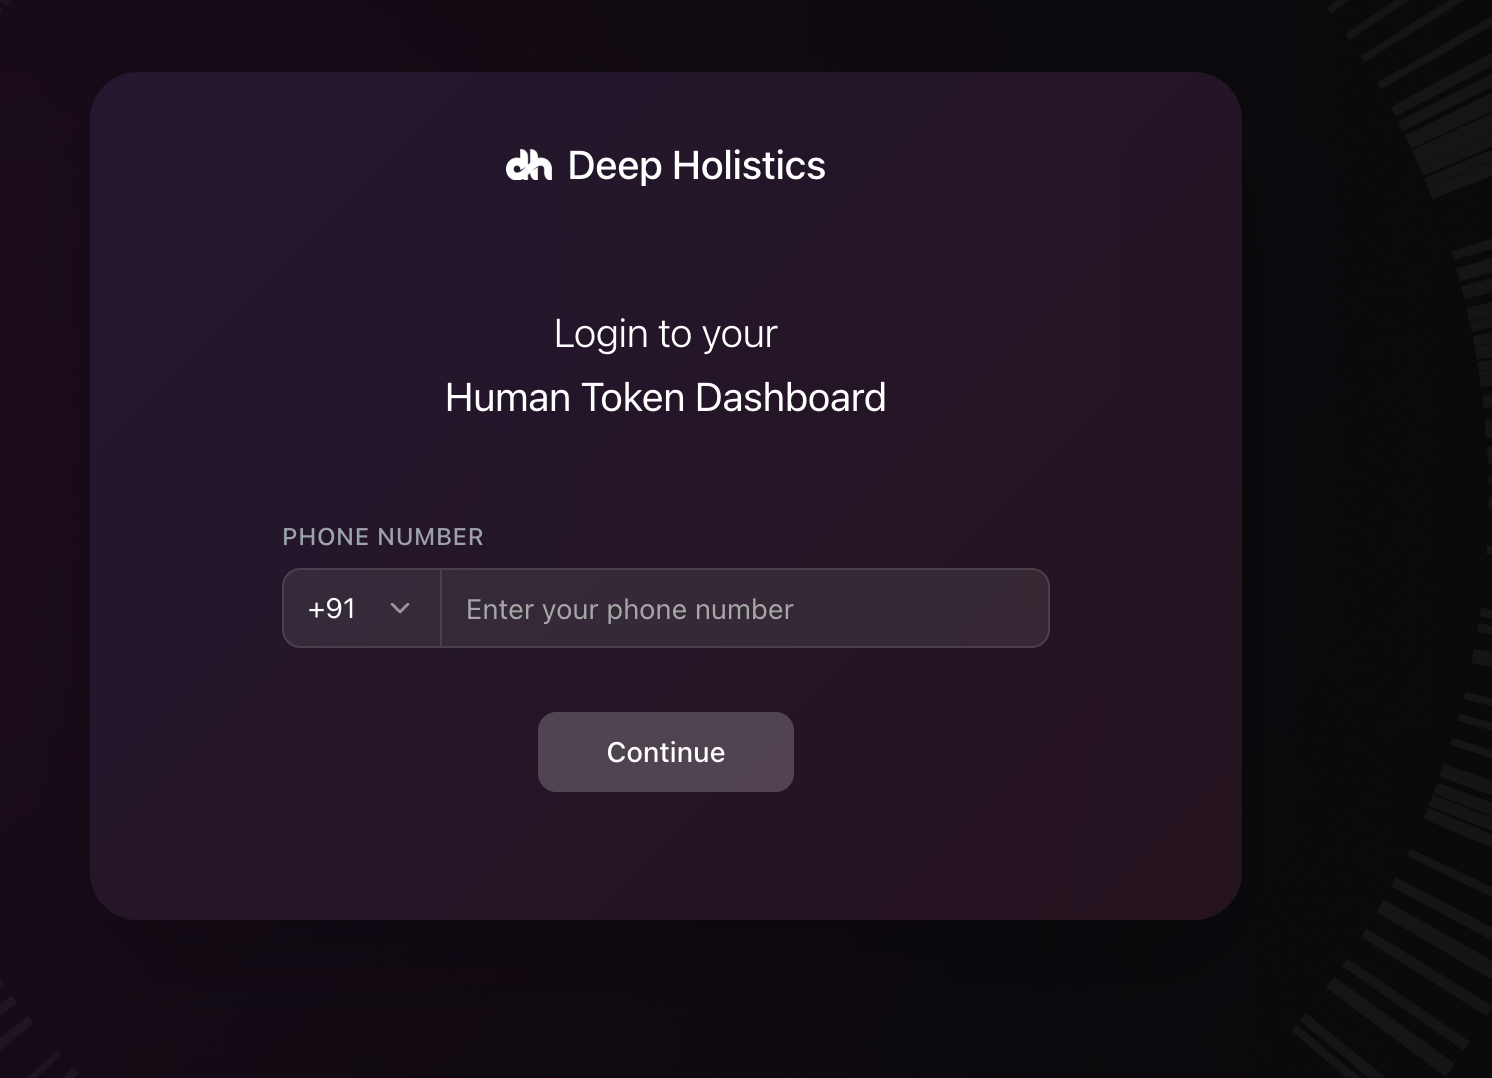 dh Deep Holistics
Login to your
Human Token Dashboard
PHONE NUMBER
+91 Enter your phone number
Continue